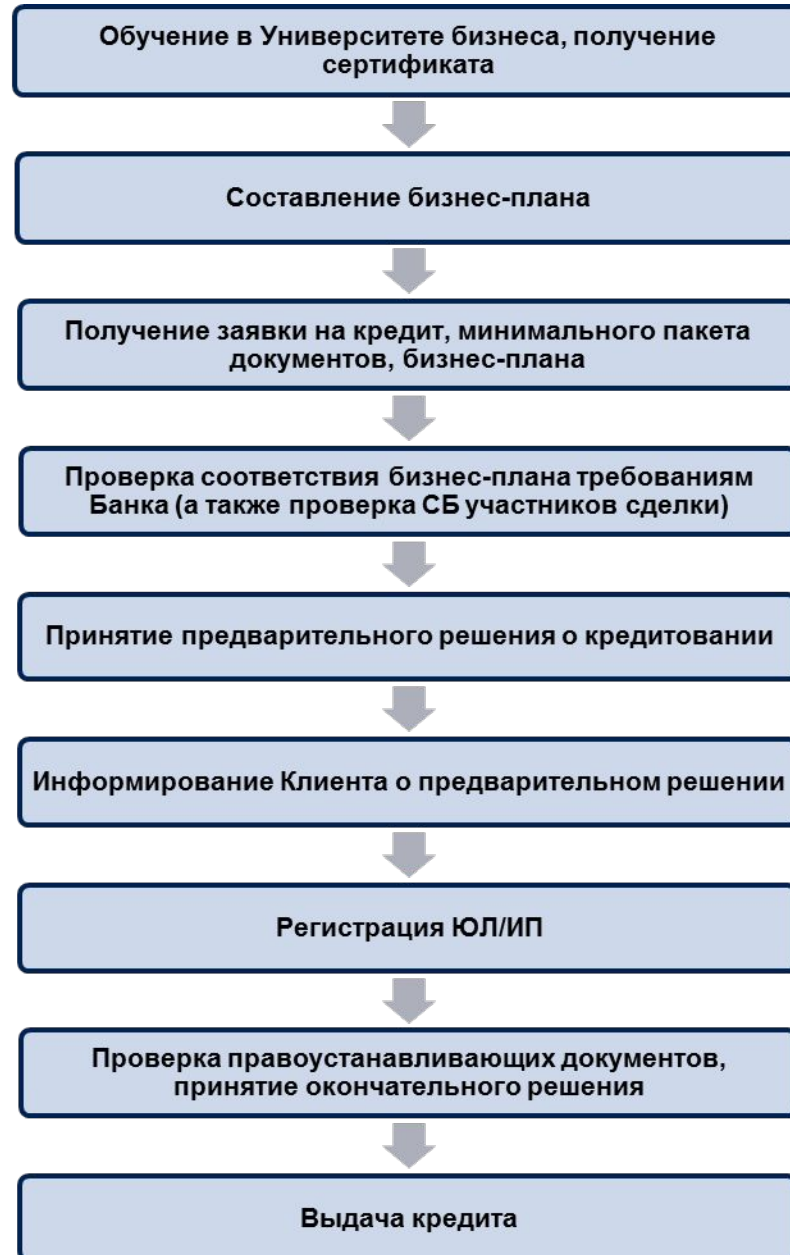 Обучение в Университете бизнеса, получение
сертификата
Составление бизнес-плана
Получение заявки на кредит, минимального пакета
документов, бизнес-плана
Проверка соответствия бизнес-плана требованиям
Банка (а также проверка СБ участников сделки)
Принятие предварительного решения о кредитовании
Информирование Клиента о предварительном решении
Регистрация ЮЛ/ИП
Проверка правоустанавливающих документов,
принятие окончательного решения
Выдача кредита